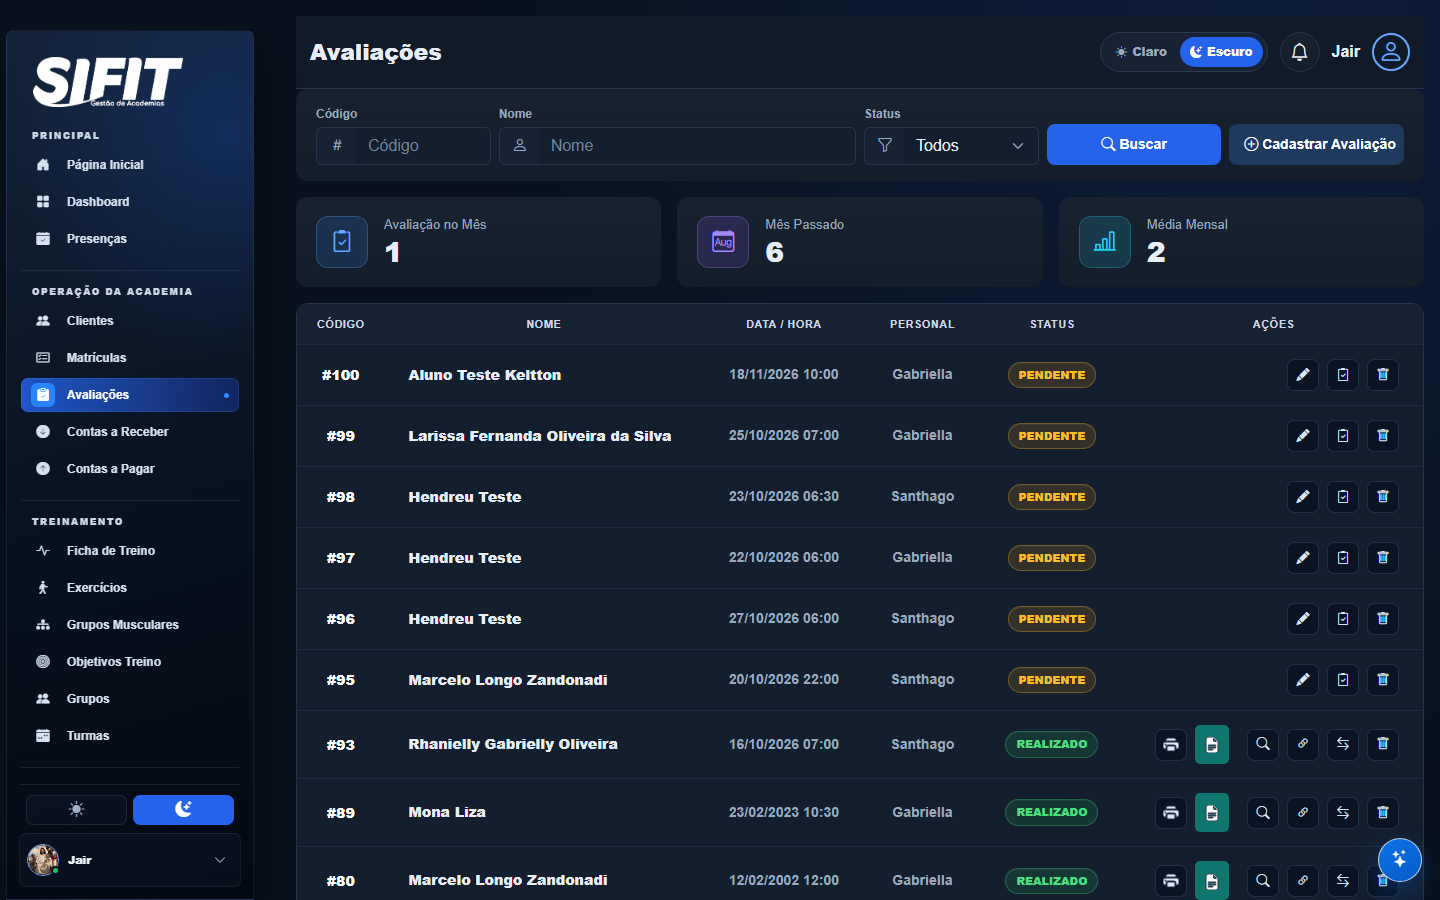 SIFIT
Gestão de Academias
PRINCIPAL
Página Inicial
Dashboard
Presenças
OPERAÇÃO DA ACADEMIA
Clientes
Matrículas
Avaliações
Contas a Receber
Contas a Pagar
TREINAMENTO
Ficha de Treino
Exercícios
Grupos Musculares
Objetivos Treino
Grupos
Turmas
Jair
Avaliações
Claro Escuro Jair
Código Nome Status
# Código Nome Todos Buscar Cadastrar Avaliação
Avaliação no Mês
1
Aug
Mês Passado
6
Média Mensal
2
CÓDIGO NOME DATA / HORA PERSONAL STATUS AÇÕES
#100 Aluno Teste Keltton 18/11/2026 10:00 Gabriella PENDENTE
#99 Larissa Fernanda Oliveira da Silva 25/10/2026 07:00 Gabriella PENDENTE
#98 Hendreu Teste 23/10/2026 06:30 Santhago PENDENTE
#97 Hendreu Teste 22/10/2026 06:00 Gabriella PENDENTE
#96 Hendreu Teste 27/10/2026 06:00 Santhago PENDENTE
#95 Marcelo Longo Zandonadi 20/10/2026 22:00 Santhago PENDENTE
#93 Rhanielly Gabrielly Oliveira 16/10/2026 07:00 Santhago REALIZADO
#89 Mona Liza 23/02/2023 10:30 Gabriella REALIZADO
#80 Marcelo Longo Zandonadi 12/02/2002 12:00 Gabriella REALIZADO